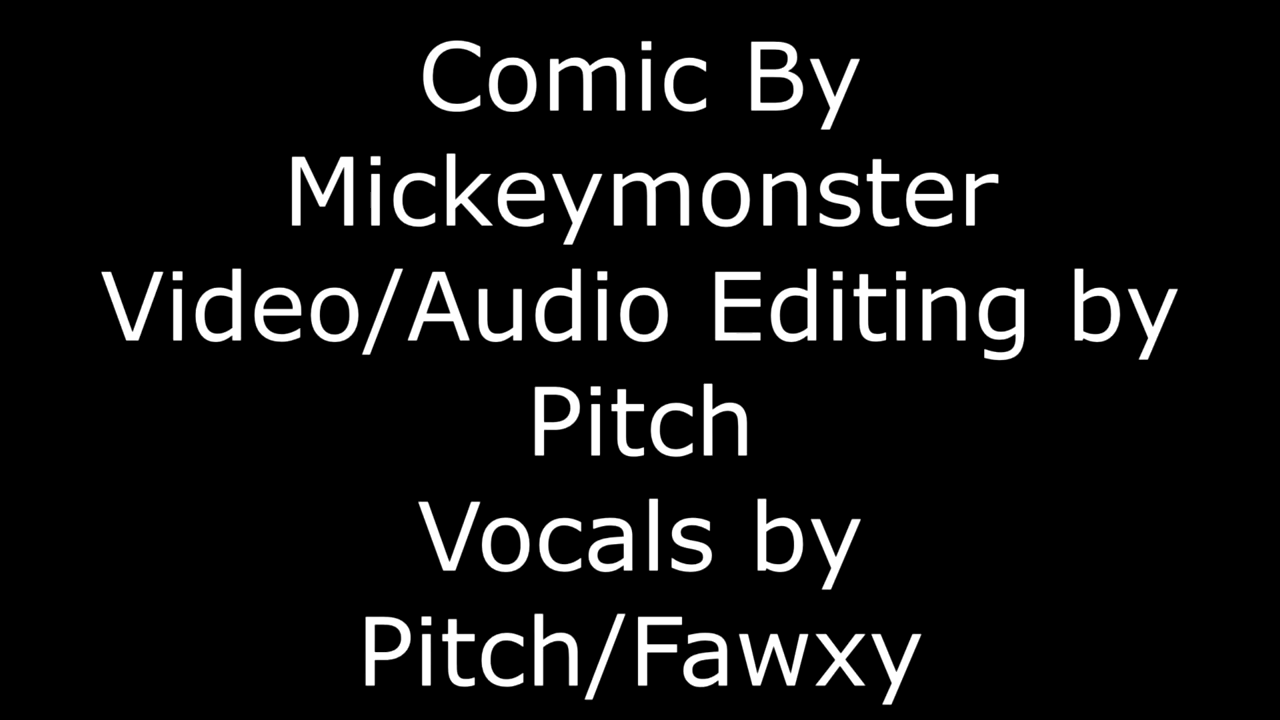 Comic By
Mickeymonster
Video/Audio Editing by
Pitch
Vocals by
Pitch/Fawxy